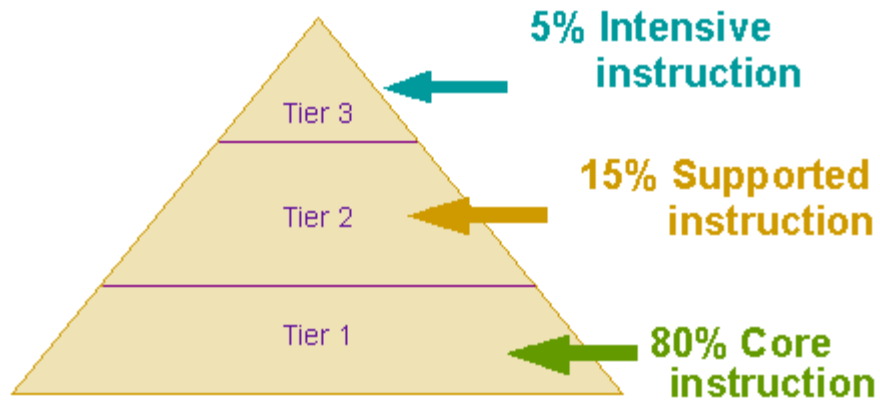 5% Intensive
instruction
Tier 3
15% Supported
instruction
Tier 2
80% Core
instruction
Tier 1